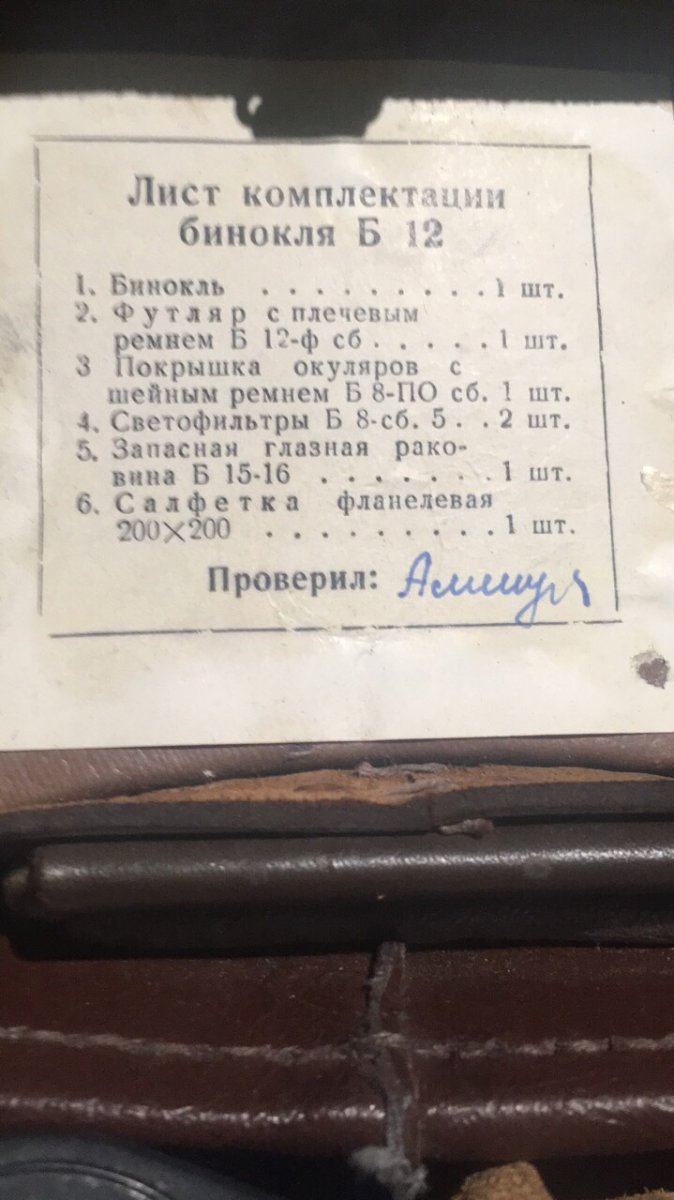 Лист комплектации
бинокля Б 12
1. Бинокль . . . . . . . . . 1 шт.
2. Футляр с плечевым
ремнем Б 12-ф сб . . . . . 1 шт.
3 Покрышка окуляров с
шейным ремнем Б 8-ПО сб. 1 шт.
4. Светофильтры Б 8-сб. 5 . . 2 шт.
5. Запасная глазная рако-
вина Б 15-16 . . . . . . . 1 шт.
6. Салфетка фланелевая
200×200 . . . . . . . . . 1 шт.
Проверил: